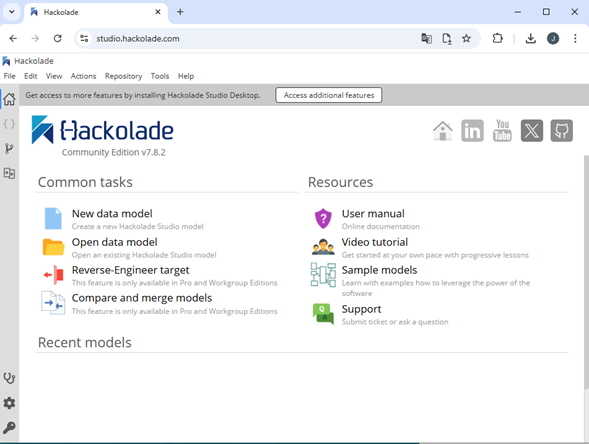 Hackolade
studio.hackolade.com
J
Hackolade
File Edit View Actions Repository Tools Help
Get access to more features by installing Hackolade Studio Desktop. Access additional features
Hackolade
Community Edition v7.8.2
in You Tube X
Common tasks
New data model
Create a new Hackolade Studio model
Open data model
Open an existing Hackolade Studio model
Reverse-Engineer target
This feature is only available in Pro and Workgroup Editions
Compare and merge models
This feature is only available in Pro and Workgroup Editions
Resources
User manual
Online documentation
Video tutorial
Get started at your own pace with progressive lessons
Sample models
Learn with examples how to leverage the power of the
software
Support
Submit ticket or ask a question
Recent models